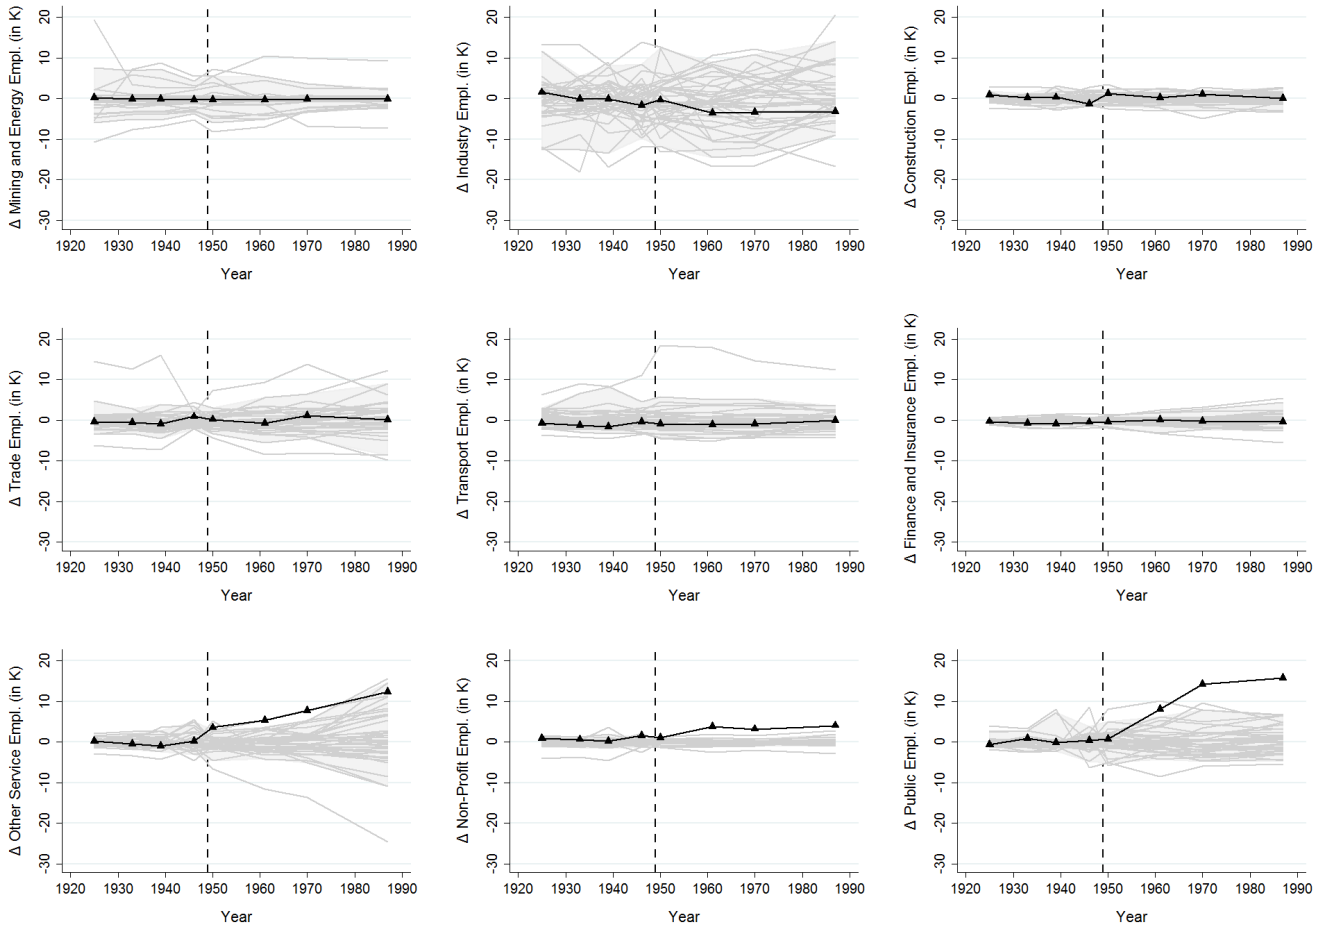 Δ Mining and Energy Empl. (in K)
20
10
0
-10
-20
-30
1920 1930 1940 1950 1960 1970 1980 1990
Year
Δ Industry Empl. (in K)
20
10
0
-10
-20
-30
1920 1930 1940 1950 1960 1970 1980 1990
Year
Δ Construction Empl. (in K)
20
10
0
-10
-20
-30
1920 1930 1940 1950 1960 1970 1980 1990
Year
Δ Trade Empl. (in K)
20
10
0
-10
-20
-30
1920 1930 1940 1950 1960 1970 1980 1990
Year
Δ Transport Empl. (in K)
20
10
0
-10
-20
-30
1920 1930 1940 1950 1960 1970 1980 1990
Year
Δ Finance and Insurance Empl. (in K)
20
10
0
-10
-20
-30
1920 1930 1940 1950 1960 1970 1980 1990
Year
Δ Other Service Empl. (in K)
20
10
0
-10
-20
-30
1920 1930 1940 1950 1960 1970 1980 1990
Year
Δ Non-Profit Empl. (in K)
20
10
0
-10
-20
-30
1920 1930 1940 1950 1960 1970 1980 1990
Year
Δ Public Empl. (in K)
20
10
0
-10
-20
-30
1920 1930 1940 1950 1960 1970 1980 1990
Year